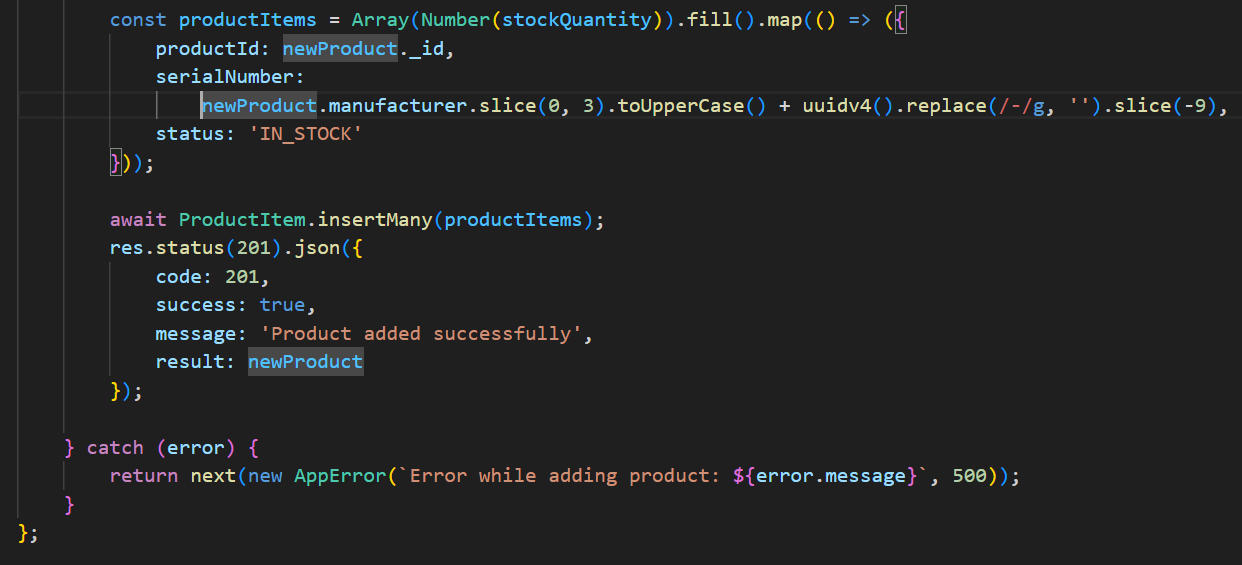 const productItems = Array(Number(stockQuantity)).fill().map(() => ({
productId: newProduct._id,
serialNumber:
newProduct.manufacturer.slice(0, 3).toUpperCase() + uuidv4().replace(/-/g, '').slice(-9),
status: 'IN_STOCK'
}));
await ProductItem.insertMany(productItems);
res.status(201).json({
code: 201,
success: true,
message: 'Product added successfully',
result: newProduct
});
} catch (error) {
return next(new AppError(`Error while adding product: ${error.message}`, 500));
}
};